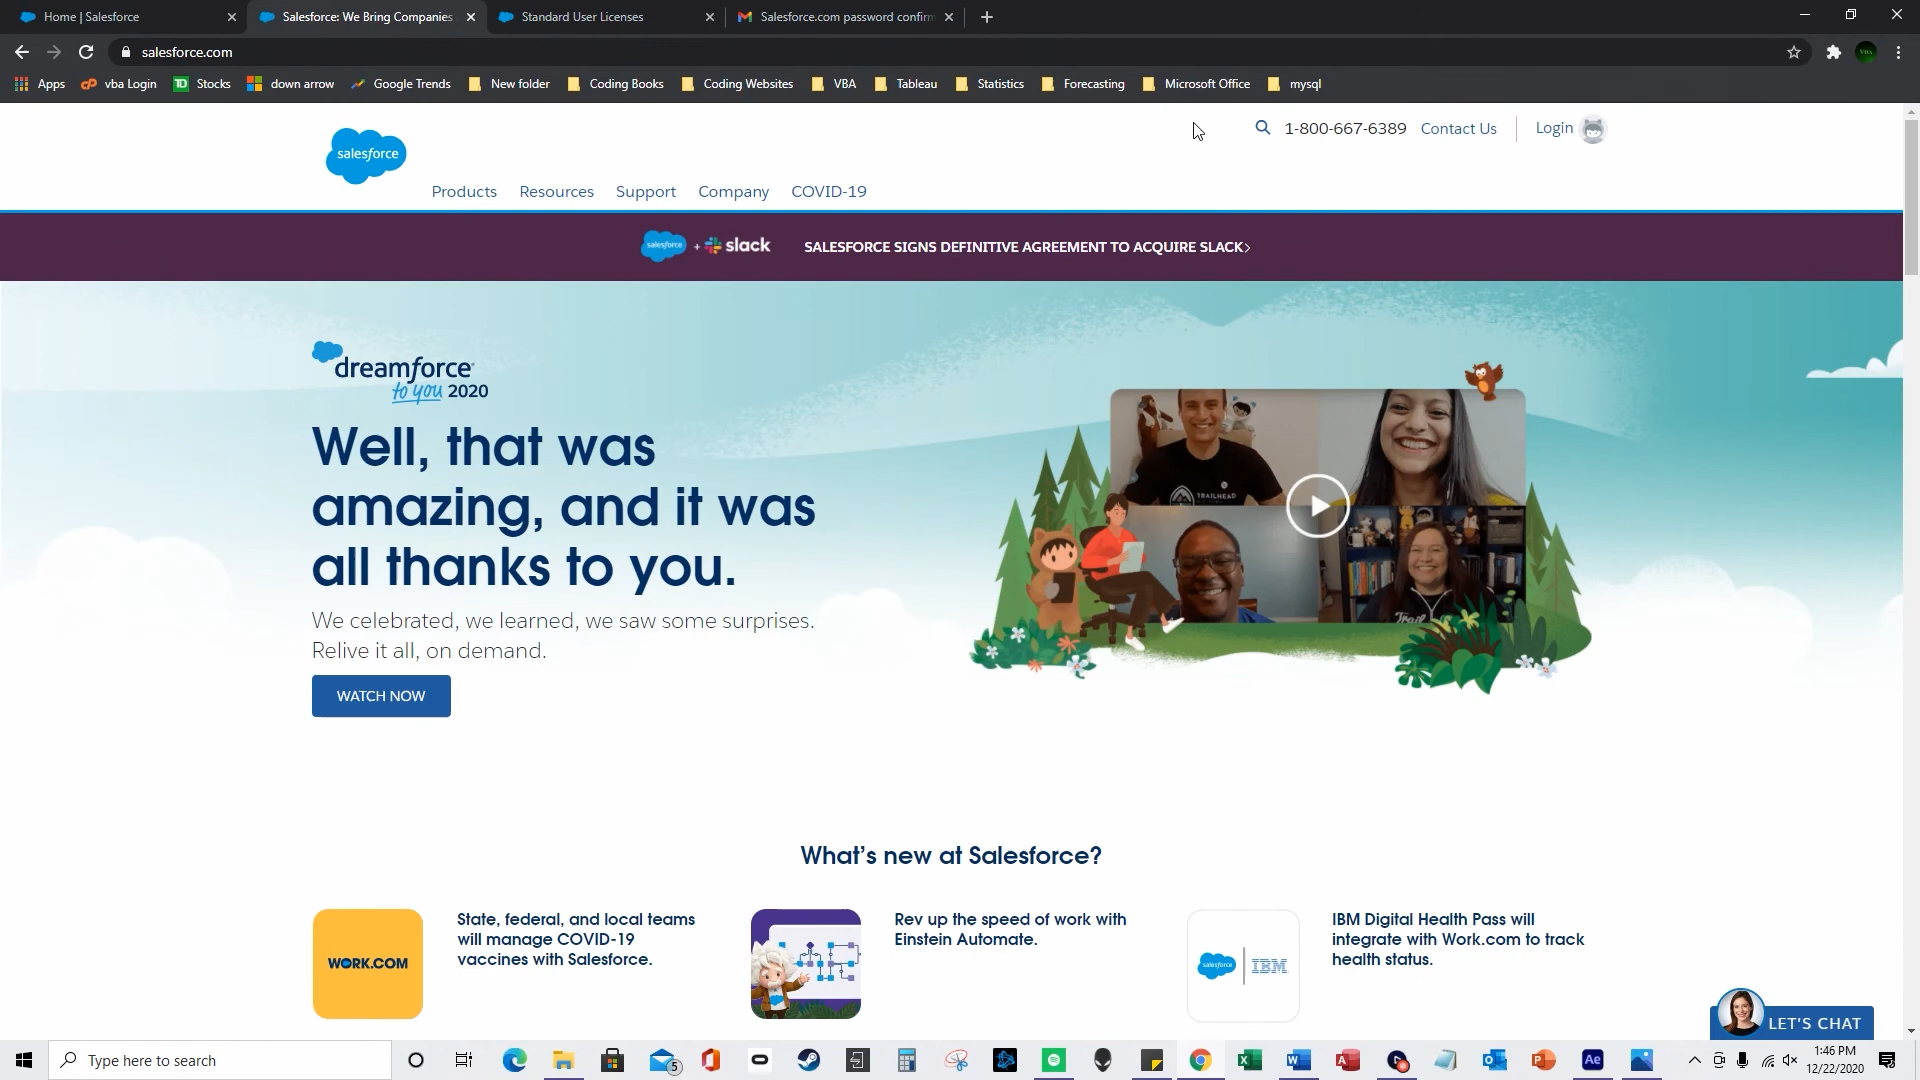 Home | Salesforce
Salesforce: We Bring Companies
Standard User Licenses
Salesforce.com password confirm
salesforce.com
Apps
vba Login
Stocks
down arrow
Google Trends
New folder
Coding Books
Coding Websites
VBA
Tableau
Statistics
Forecasting
Microsoft Office
mysql
salesforce
1-800-667-6389
Contact Us
Login
Products
Resources
Support
Company
COVID-19
salesforce + slack
SALESFORCE SIGNS DEFINITIVE AGREEMENT TO ACQUIRE SLACK>
dreamforce
to you 2020
Well, that was
amazing, and it was
all thanks to you.
We celebrated, we learned, we saw some surprises.
Relive it all, on demand.
WATCH NOW
TRAILHEAD
What's new at Salesforce?
WORK.COM
State, federal, and local teams
will manage COVID-19
vaccines with Salesforce.
Rev up the speed of work with
Einstein Automate.
salesforce | IBM
IBM Digital Health Pass will
integrate with Work.com to track
health status.
LET'S CHAT
Type here to search
5
Ae
1:46 PM
12/22/2020